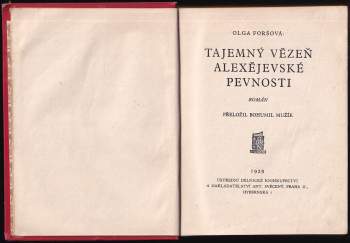 OLGA FORŠOVÁ:
TAJEMNÝ VĚZEŇ
ALEXĚJEVSKÉ
PEVNOSTI
ROMÁN
PŘELOŽIL BOHUMIL MUŽÍK
1929
ÚSTŘEDNÍ DĚLNICKÉ KNIHKUPECTVÍ
A NAKLADATELSTVÍ ANT. SVĚCENÝ, PRAHA II.,
HYBERNSKÁ 7